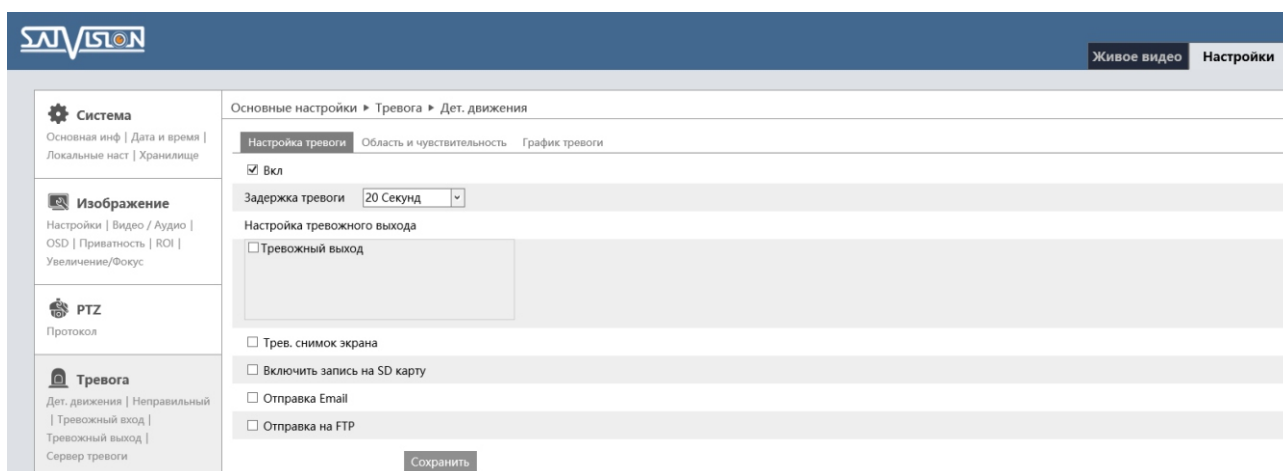 SATVISION
Живое видео
Настройки
Система
Основная инф | Дата и время |
Локальные наст | Хранилище
Изображение
Настройки | Видео / Аудио |
OSD | Приватность | ROI |
Увеличение/Фокус
PTZ
Протокол
Тревога
Дет. движения | Неправильный
| Тревожный вход |
Тревожный выход |
Сервер тревоги
Основные настройки ▸ Тревога ▸ Дет. движения
Настройка тревоги Область и чувствительность График тревоги
Вкл
Задержка тревоги 20 Секунд
Настройка тревожного выхода
Тревожный выход
Трев. снимок экрана
Включить запись на SD карту
Отправка Email
Отправка на FTP
Сохранить